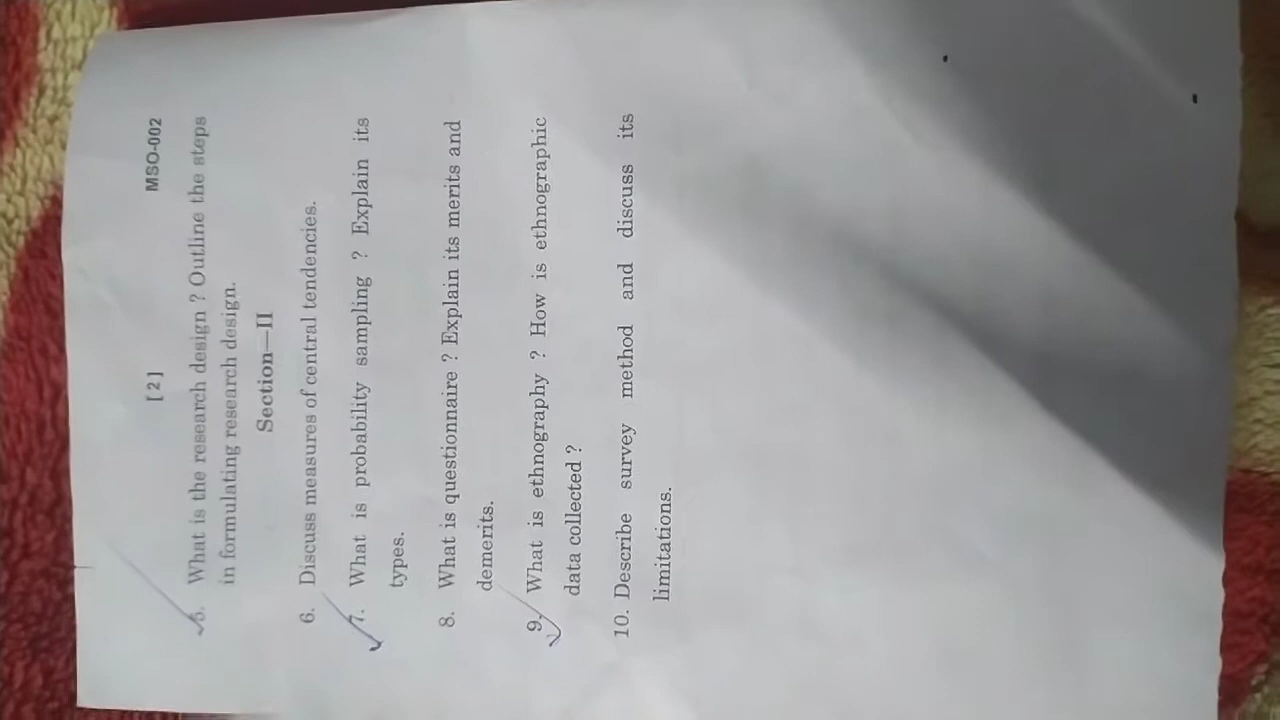 [ 2 ] MSO-002
5. What is the research design ? Outline the steps
in formulating research design.
Section—II
6. Discuss measures of central tendencies.
7. What is probability sampling ? Explain its
types.
8. What is questionnaire ? Explain its merits and
demerits.
9. What is ethnography ? How is ethnographic
data collected ?
10. Describe survey method and discuss its
limitations.